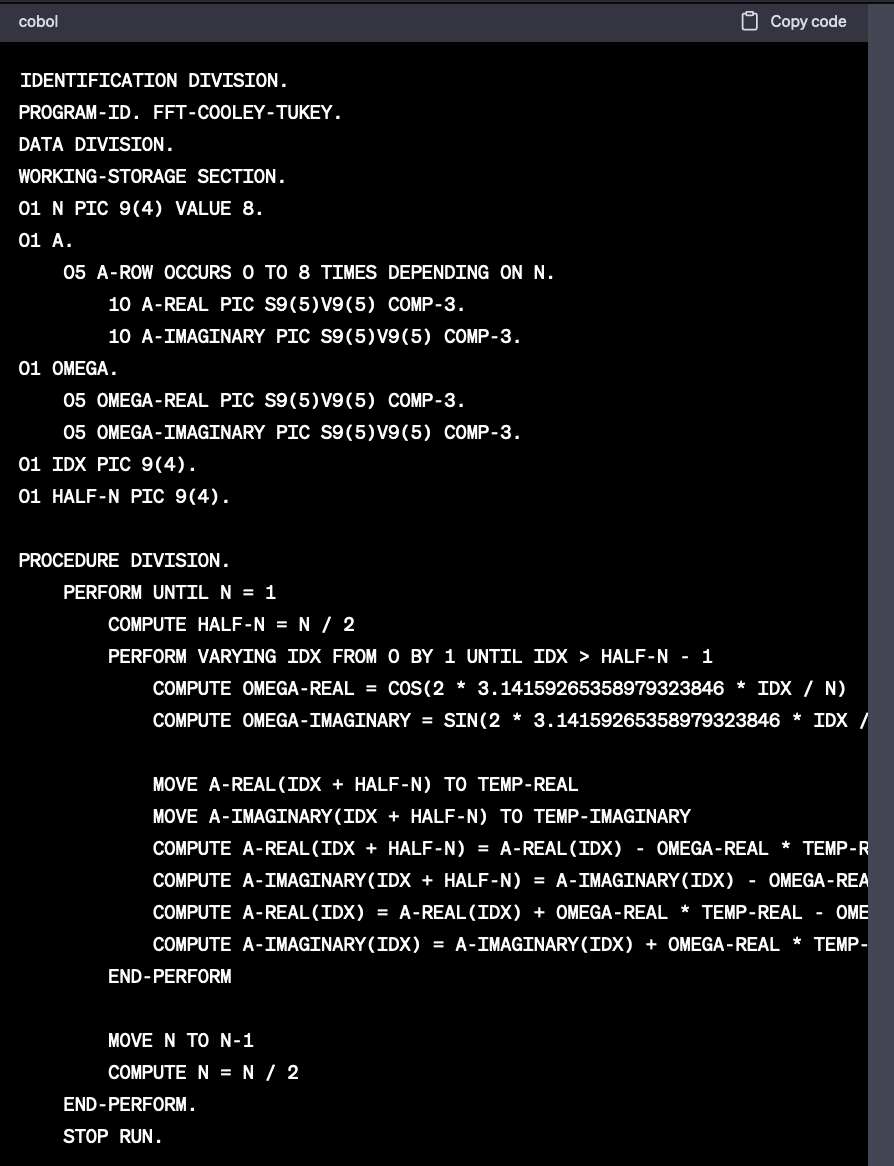 cobol
Copy code
IDENTIFICATION DIVISION.
PROGRAM-ID. FFT-COOLEY-TUKEY.
DATA DIVISION.
WORKING-STORAGE SECTION.
01 N PIC 9(4) VALUE 8.
01 A.
    05 A-ROW OCCURS 0 TO 8 TIMES DEPENDING ON N.
        10 A-REAL PIC S9(5)V9(5) COMP-3.
        10 A-IMAGINARY PIC S9(5)V9(5) COMP-3.
01 OMEGA.
    05 OMEGA-REAL PIC S9(5)V9(5) COMP-3.
    05 OMEGA-IMAGINARY PIC S9(5)V9(5) COMP-3.
01 IDX PIC 9(4).
01 HALF-N PIC 9(4).

PROCEDURE DIVISION.
    PERFORM UNTIL N = 1
        COMPUTE HALF-N = N / 2
        PERFORM VARYING IDX FROM 0 BY 1 UNTIL IDX > HALF-N - 1
            COMPUTE OMEGA-REAL = COS(2 * 3.14159265358979323846 * IDX / N)
            COMPUTE OMEGA-IMAGINARY = SIN(2 * 3.14159265358979323846 * IDX /

            MOVE A-REAL(IDX + HALF-N) TO TEMP-REAL
            MOVE A-IMAGINARY(IDX + HALF-N) TO TEMP-IMAGINARY
            COMPUTE A-REAL(IDX + HALF-N) = A-REAL(IDX) - OMEGA-REAL * TEMP-R
            COMPUTE A-IMAGINARY(IDX + HALF-N) = A-IMAGINARY(IDX) - OMEGA-REA
            COMPUTE A-REAL(IDX) = A-REAL(IDX) + OMEGA-REAL * TEMP-REAL - OME
            COMPUTE A-IMAGINARY(IDX) = A-IMAGINARY(IDX) + OMEGA-REAL * TEMP-
        END-PERFORM

        MOVE N TO N-1
        COMPUTE N = N / 2
    END-PERFORM.
    STOP RUN.